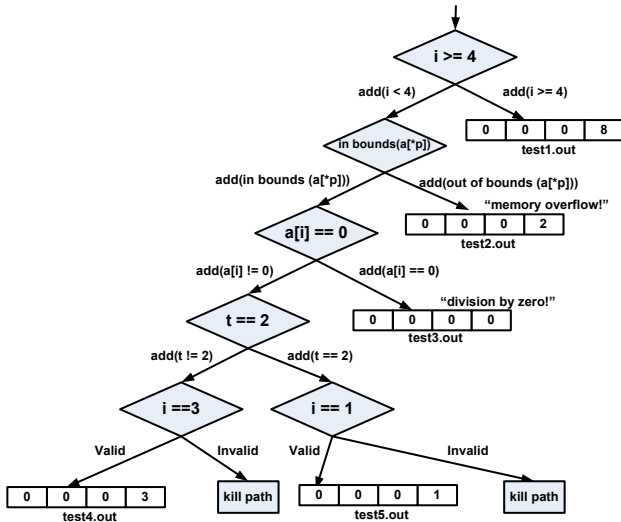 i >= 4
add(i < 4)
add(i >= 4)
0 0 0 8
test1.out
in bounds(a[*p])
add(in bounds (a[*p]))
add(out of bounds (a[*p]))
“memory overflow!”
0 0 0 2
test2.out
a[i] == 0
add(a[i] != 0)
add(a[i] == 0)
“division by zero!”
0 0 0 0
test3.out
t == 2
add(t != 2)
add(t == 2)
i ==3
i == 1
Valid
Invalid
Valid
Invalid
0 0 0 3
test4.out
kill path
0 0 0 1
test5.out
kill path